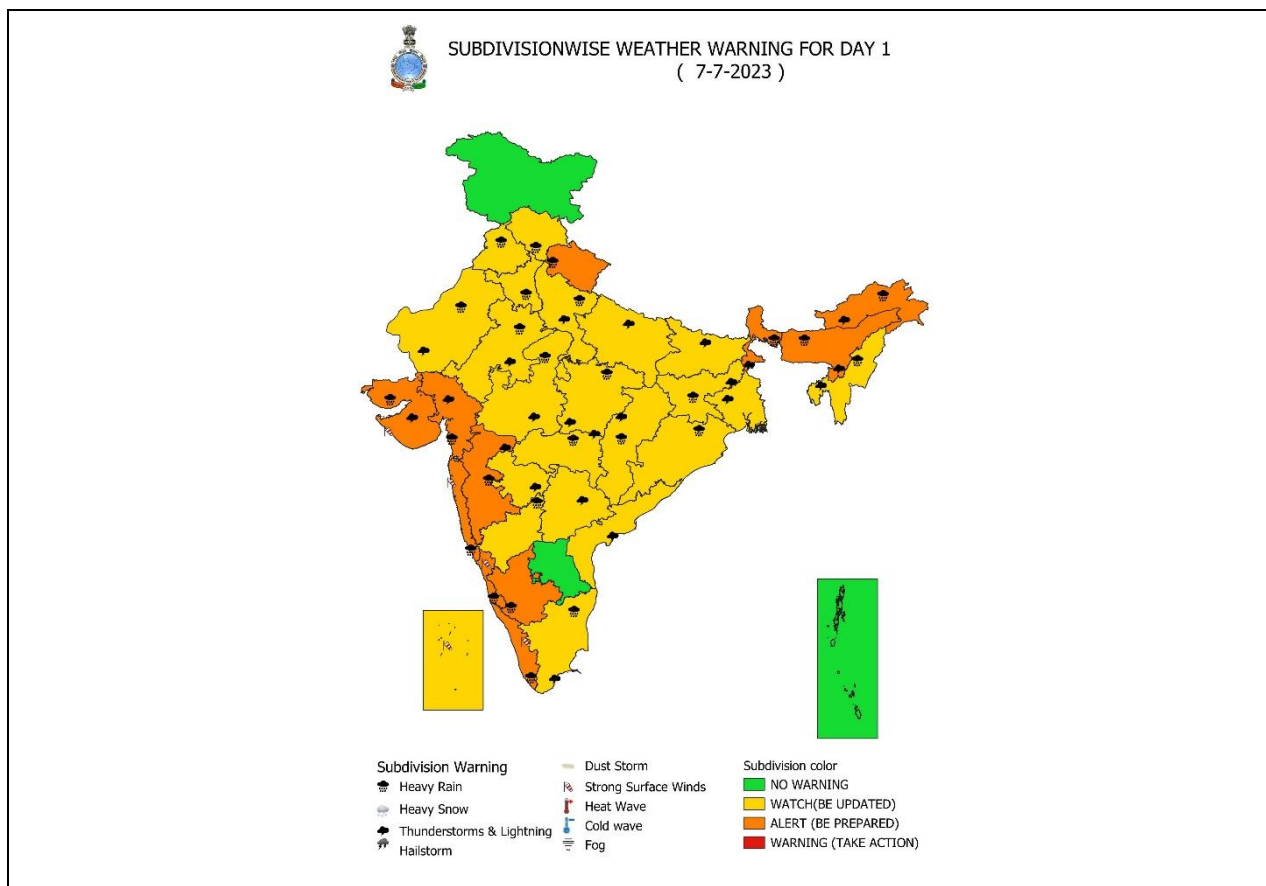 SUBDIVISIONWISE WEATHER WARNING FOR DAY 1
( 7-7-2023 )
Subdivision Warning
Heavy Rain
Heavy Snow
Thunderstorms & Lightning
Hailstorm
Dust Storm
Strong Surface Winds
Heat Wave
Cold wave
Fog
Subdivision color
NO WARNING
WATCH(BE UPDATED)
ALERT (BE PREPARED)
WARNING (TAKE ACTION)